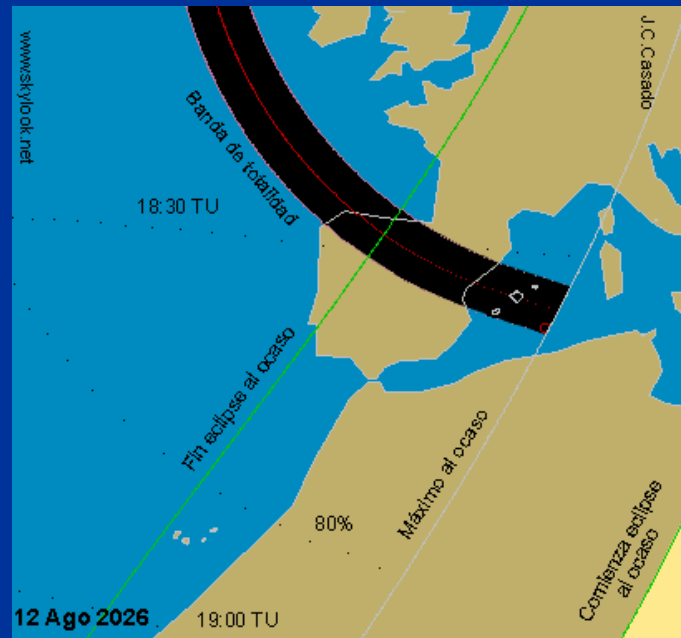 www.skylook.net
J.C.Casado
Banda de totalidad
18:30 TU
Fin eclipse al ocaso
Máximo al ocaso
80%
Comienza eclipse
al ocaso
12 Ago 2026
19:00 TU